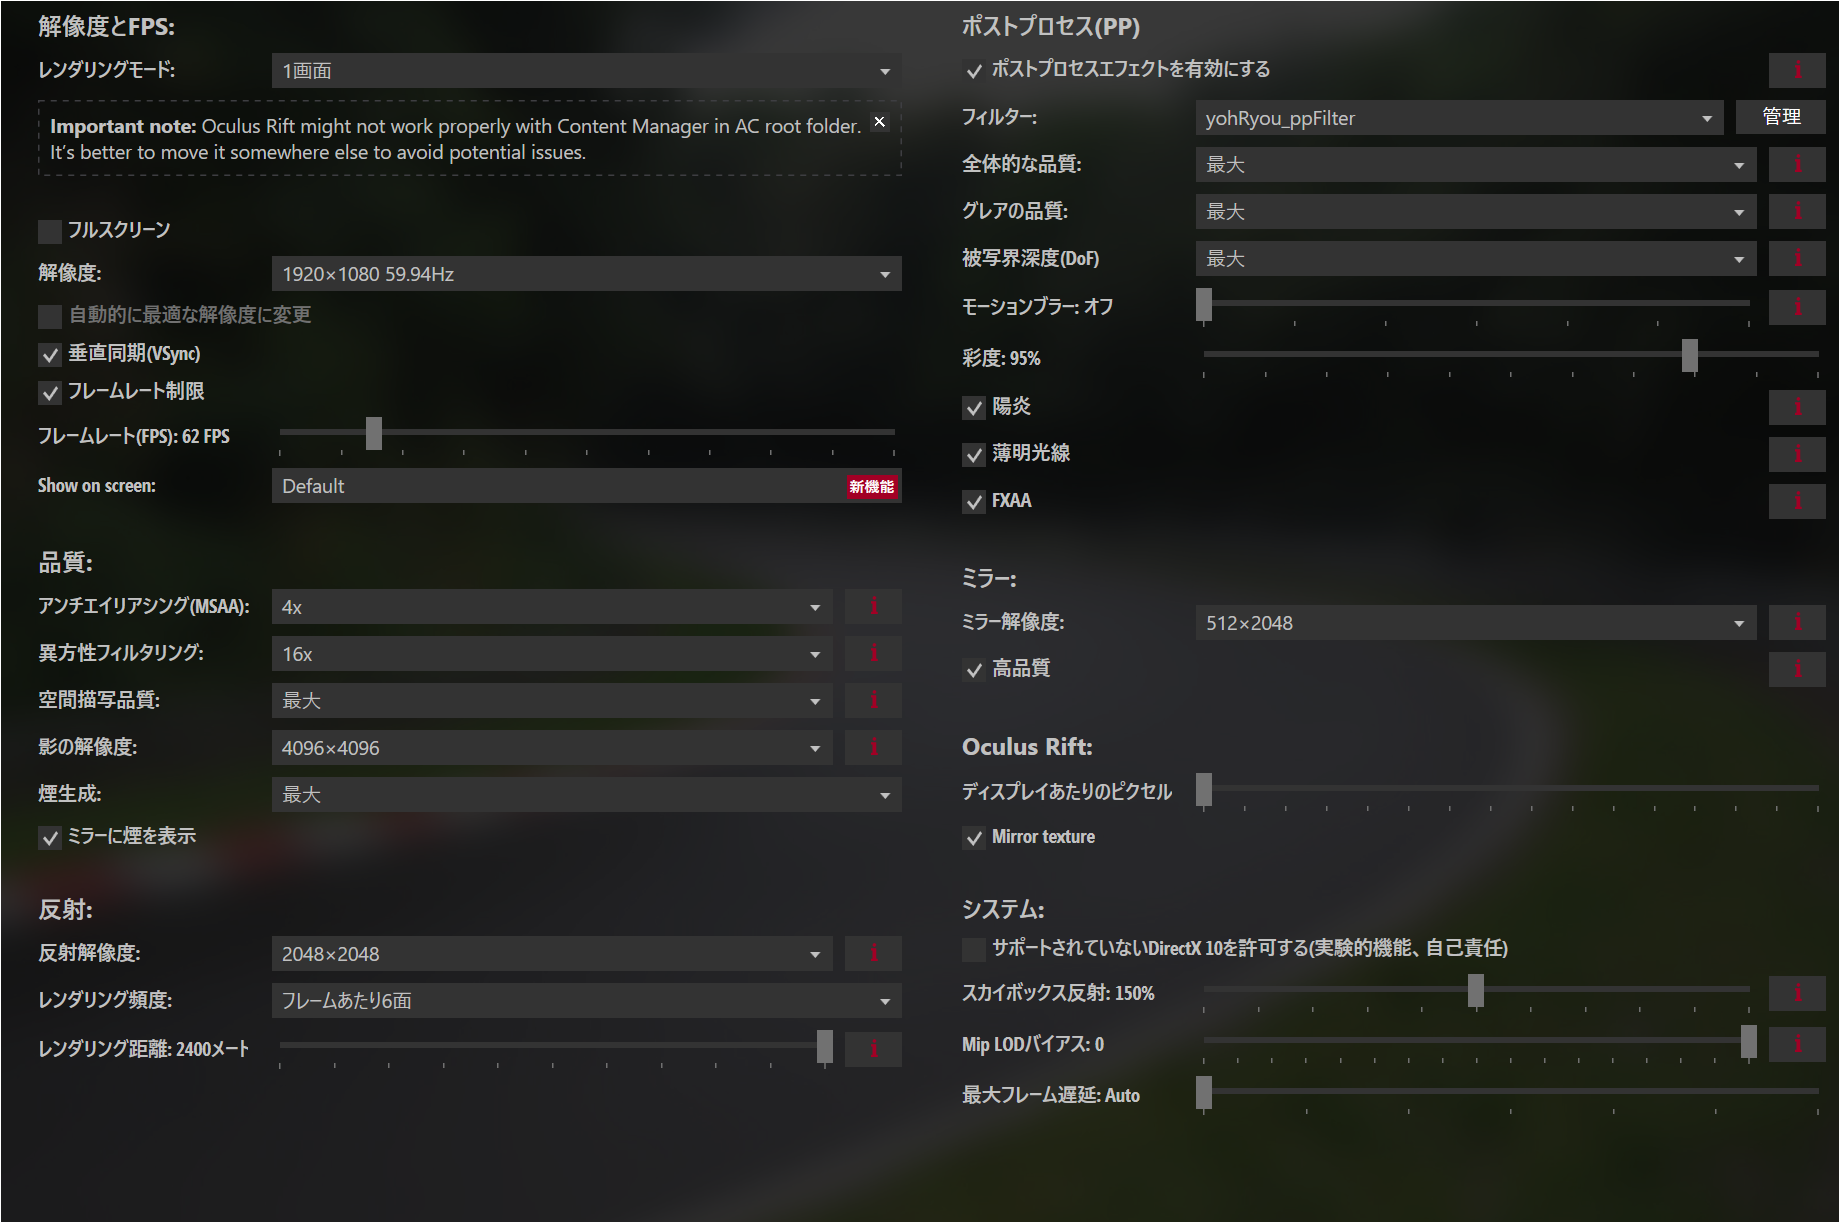 解像度とFPS:
レンダリングモード:
1画面
Important note: Oculus Rift might not work properly with Content Manager in AC root folder.
It's better to move it somewhere else to avoid potential issues.
フルスクリーン
解像度:
1920×1080 59.94Hz
自動的に最適な解像度に変更
垂直同期(VSync)
フレームレート制限
フレームレート(FPS): 62 FPS
Show on screen:
Default
新機能
品質:
アンチエイリアシング(MSAA):
4x
異方性フィルタリング:
16x
空間描写品質:
最大
影の解像度:
4096×4096
煙生成:
最大
ミラーに煙を表示
反射:
反射解像度:
2048×2048
レンダリング頻度:
フレームあたり6面
レンダリング距離: 2400メート
ポストプロセス(PP)
ポストプロセスエフェクトを有効にする
フィルター:
yohRyou_ppFilter
管理
全体的な品質:
最大
グレアの品質:
最大
被写界深度(DoF)
最大
モーションブラー: オフ
彩度: 95%
陽炎
薄明光線
FXAA
ミラー:
ミラー解像度:
512×2048
高品質
Oculus Rift:
ディスプレイあたりのピクセル
Mirror texture
システム:
サポートされていないDirectX 10を許可する(実験的機能、自己責任)
スカイボックス反射: 150%
Mip LODバイアス: 0
最大フレーム遅延: Auto